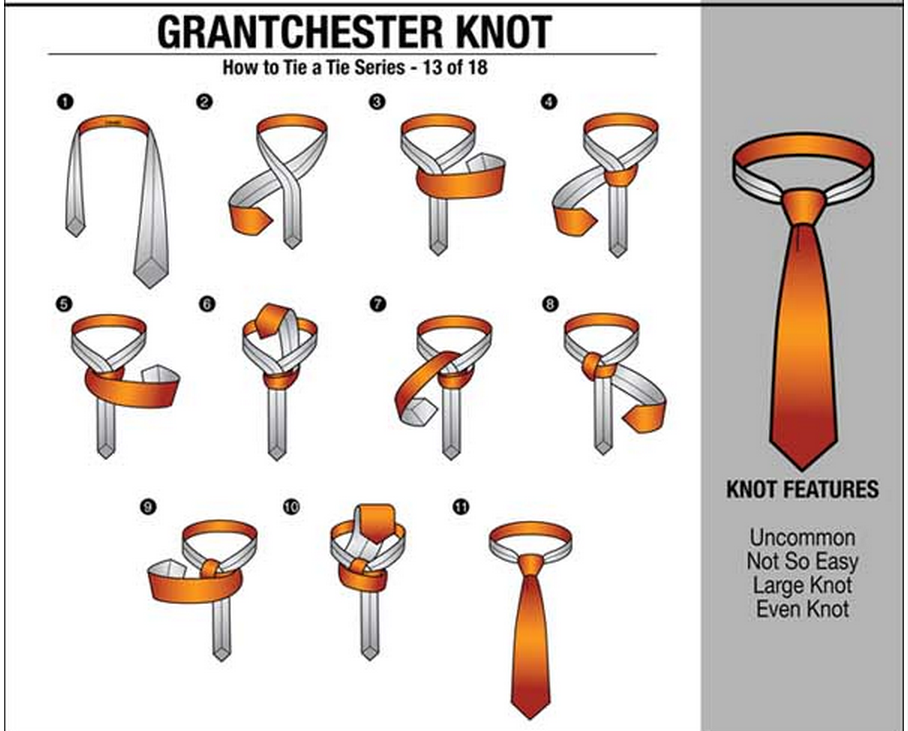 GRANTCHESTER KNOT
How to Tie a Tie Series - 13 of 18
1
2
3
4
5
6
7
8
9
10
11
KNOT FEATURES
Uncommon
Not So Easy
Large Knot
Even Knot